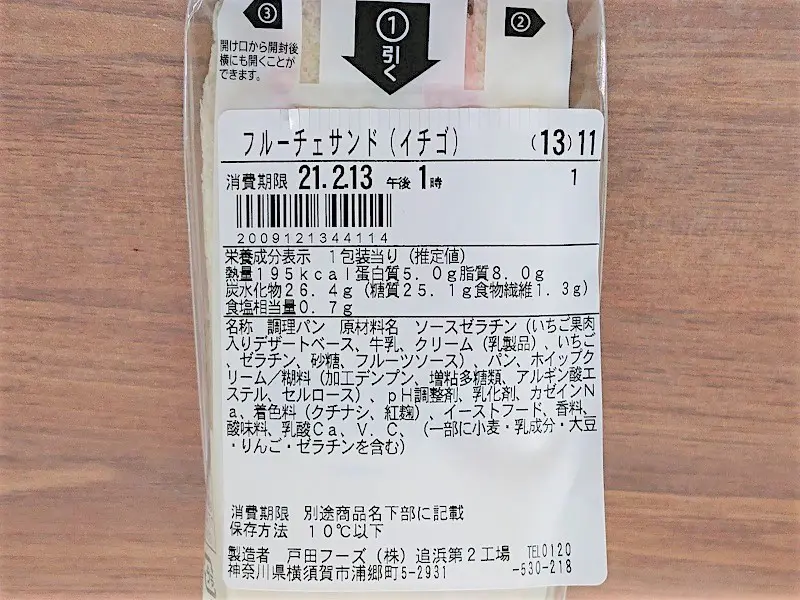 ③
①
引く
②
開け口から開封後
横にも開くことが
できます。
フルーチェサンド(イチゴ) (13)11
消費期限 21.2.13 午後1時 1
2009121344114
栄養成分表示 1包装当り(推定値)
熱量195kcal蛋白質5.0g脂質8.0g
炭水化物26.4g(糖質25.1g食物繊維1.3g)
食塩相当量0.7g
名称 調理パン 原材料名 ソースゼラチン(いちご果肉
入りデザートベース、牛乳、クリーム(乳製品)、いちご
、ゼラチン、砂糖、フルーツソース)、パン、ホイップク
リーム/糊料(加工デンプン、増粘多糖類、アルギン酸エ
ステル、セルロース)、pH調整剤、乳化剤、カゼインN
a、着色料(クチナシ、紅麹)、イーストフード、香料、
酸味料、乳酸Ca、V.C、(一部に小麦・乳成分・大豆
・りんご・ゼラチンを含む)
消費期限 別途商品名下部に記載
保存方法 10℃以下
製造者 戸田フーズ(株)追浜第2工場 TEL0120
神奈川県横須賀市浦郷町5-2931 -530-218